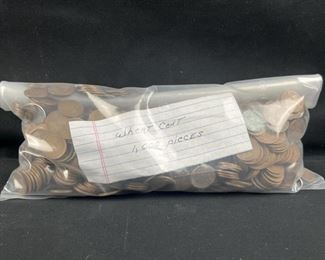 wheat cent
pieces